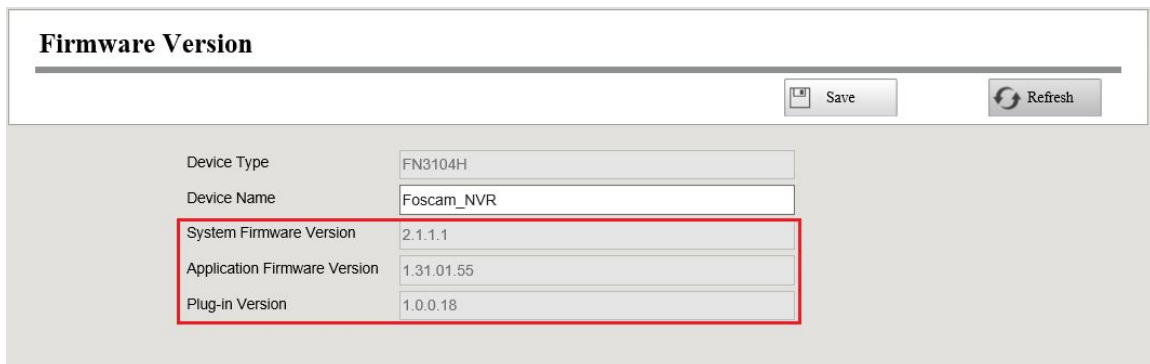 Firmware Version
Save
Refresh
Device Type FN3104H
Device Name Foscam_NVR
System Firmware Version 2.1.1.1
Application Firmware Version 1.31.01.55
Plug-in Version 1.0.0.18